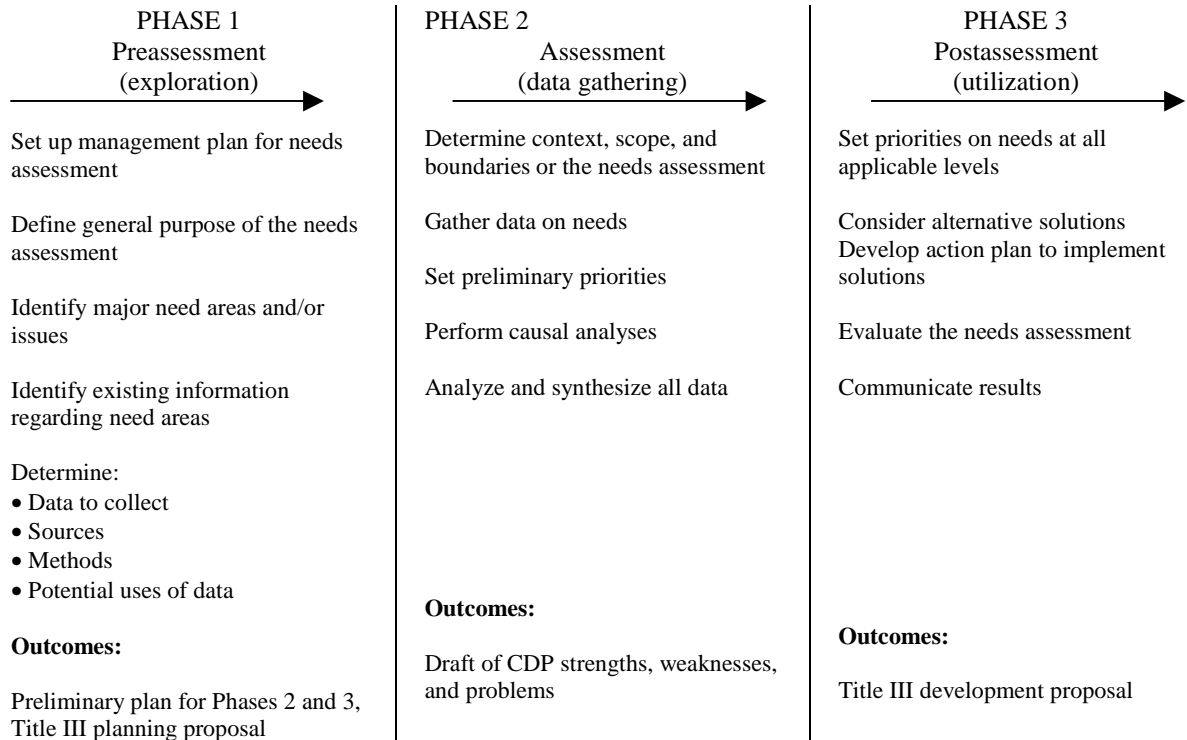 PHASE 1
Preassessment
(exploration)
Set up management plan for needs
assessment
Define general purpose of the needs
assessment
Identify major need areas and/or
issues
Identify existing information
regarding need areas
Determine:
• Data to collect
• Sources
• Methods
• Potential uses of data
Outcomes:
Preliminary plan for Phases 2 and 3,
Title III planning proposal
PHASE 2
Assessment
(data gathering)
Determine context, scope, and
boundaries or the needs assessment
Gather data on needs
Set preliminary priorities
Perform causal analyses
Analyze and synthesize all data
Outcomes:
Draft of CDP strengths, weaknesses,
and problems
PHASE 3
Postassessment
(utilization)
Set priorities on needs at all
applicable levels
Consider alternative solutions
Develop action plan to implement
solutions
Evaluate the needs assessment
Communicate results
Outcomes:
Title III development proposal